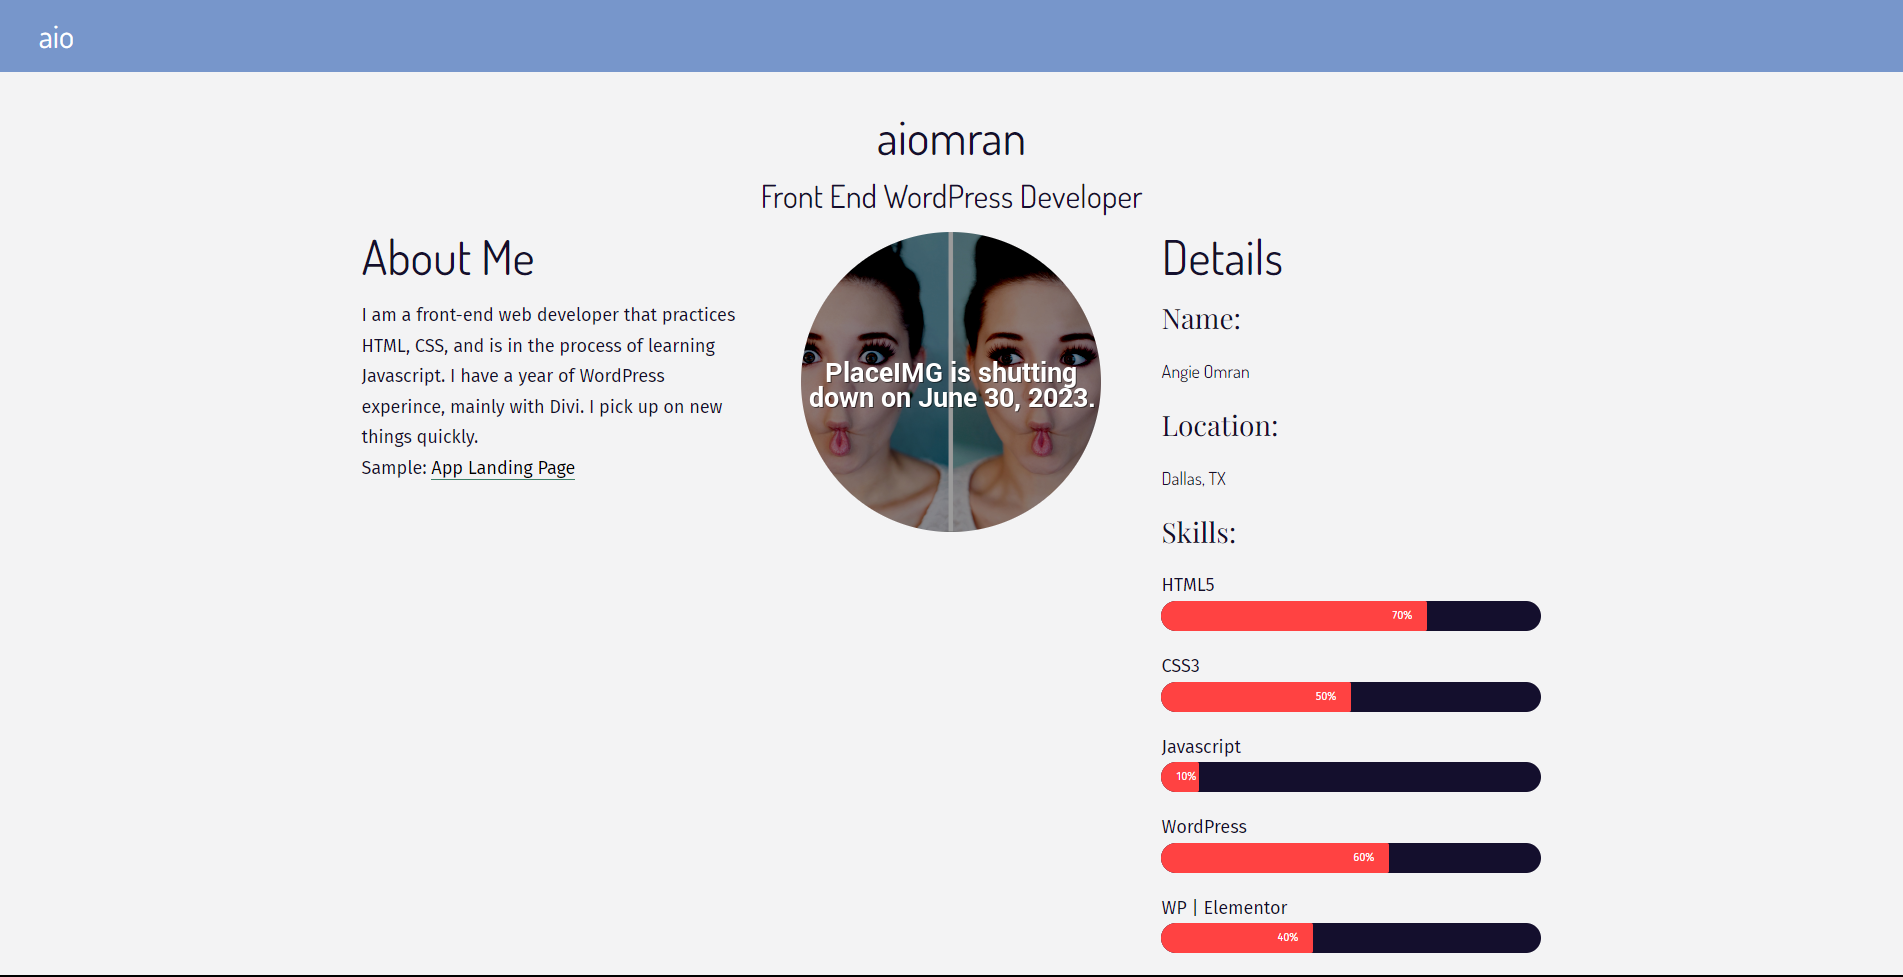 aio
aiomran
Front End WordPress Developer
About Me
I am a front-end web developer that practices
HTML, CSS, and is in the process of learning
Javascript. I have a year of WordPress
experince, mainly with Divi. I pick up on new
things quickly.
Sample: App Landing Page
PlaceIMG is shutting
down on June 30, 2023.
Details
Name:
Angie Omran
Location:
Dallas, TX
Skills:
HTML5
70%
CSS3
50%
Javascript
10%
WordPress
60%
WP | Elementor
40%